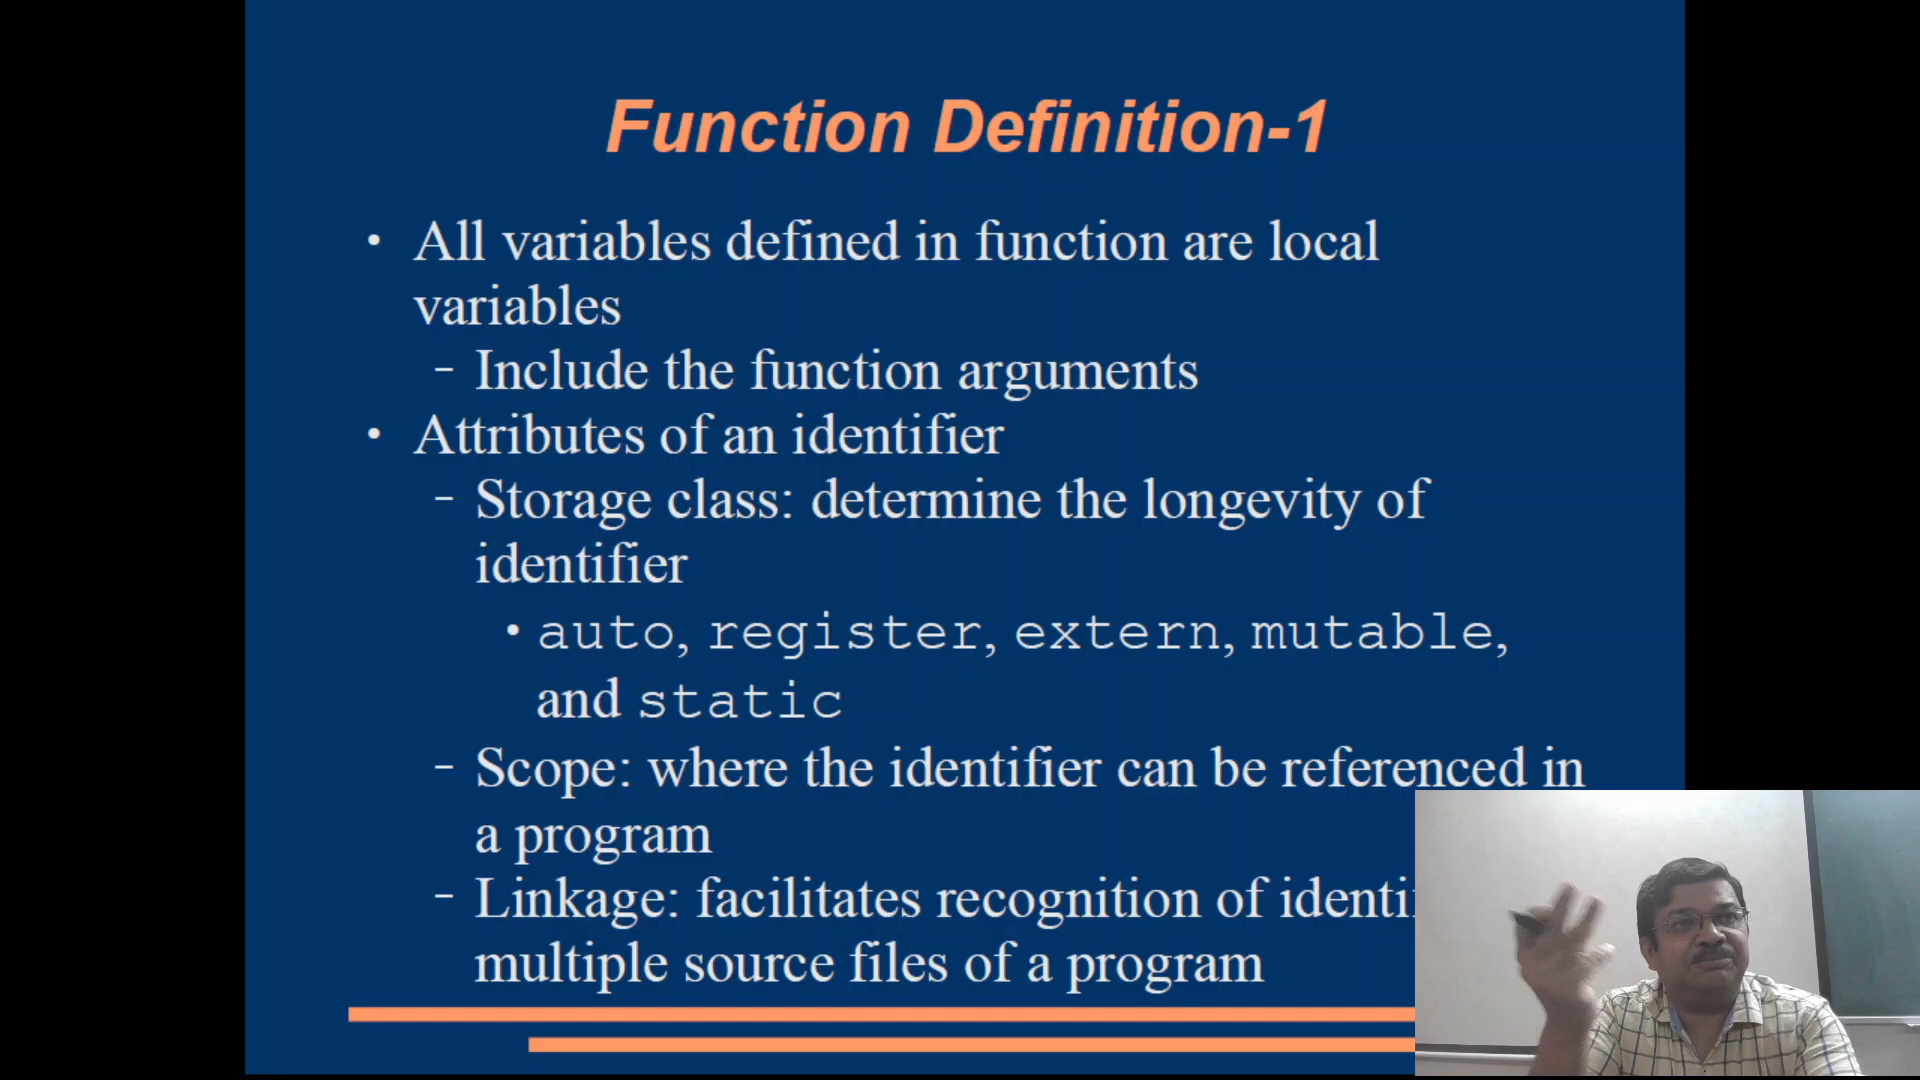 Function Definition-1
• All variables defined in function are local
variables
– Include the function arguments
• Attributes of an identifier
– Storage class: determine the longevity of
identifier
• auto, register, extern, mutable,
and static
– Scope: where the identifier can be referenced in
a program
– Linkage: facilitates recognition of
multiple source files of a program